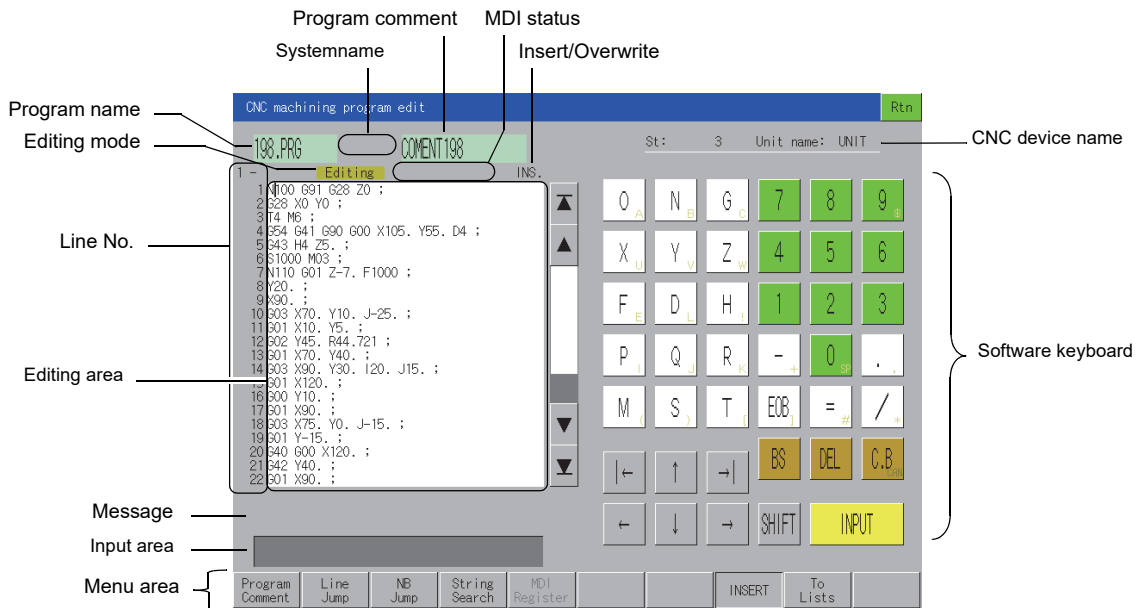 Program comment
MDI status
Systemname
Insert/Overwrite
Program name
CNC machining program edit
Rtn
Editing mode
198.PRG
COMENT198
St: 3 Unit name: UNIT
CNC device name
1 -
Editing
INS.
Line No.
Editing area
1 N100 G91 G28 Z0 ;
2 G28 X0 Y0 ;
3 T4 M6 ;
4 G54 G41 G90 G00 X105. Y55. D4 ;
5 G43 H4 Z5. ;
6 S1000 M03 ;
7 N110 G01 Z-7. F1000 ;
8 Y20. ;
9 X90. ;
10 G03 X70. Y10. J-25. ;
11 G01 X10. Y5. ;
12 G02 Y45. R44.721 ;
13 G01 X70. Y40. ;
14 G03 X90. Y30. I20. J15. ;
15 G01 X120. ;
16 G00 Y10. ;
17 G01 X90. ;
18 G03 X75. Y0. J-15. ;
19 G01 Y-15. ;
20 G40 G00 X120. ;
21 G42 Y40. ;
22 G01 X90. ;
O A N B G C 7 8 9 $
X U Y V Z W 4 5 6
F E D L H ! 1 2 3
P I Q J R K - + 0 SP . ,
M ( S ) T [ EOB ] = # / *
BS DEL C.B CAN
|← ↑ →|
← ↓ → SHIFT INPUT
Software keyboard
Message
Input area
Menu area
Program Comment
Line Jump
NB Jump
String Search
MDI Register
INSERT
To Lists